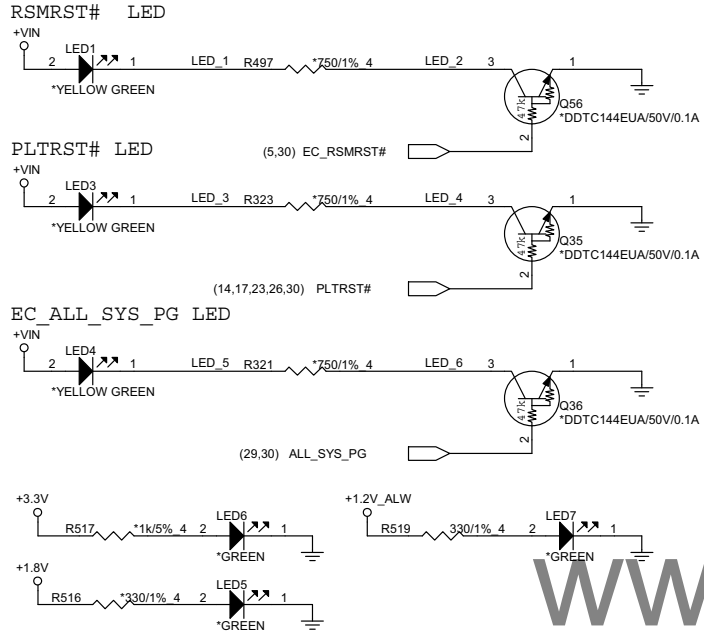 RSMRST# LED
+VIN
LED1
2 1 LED_1 R497 *750/1%_4 LED_2 3 1
*YELLOW GREEN
47k
Q56
*DDTC144EUA/50V/0.1A
2
(5,30) EC_RSMRST#
PLTRST# LED
+VIN
LED3
2 1 LED_3 R323 *750/1%_4 LED_4 3 1
*YELLOW GREEN
47k
Q35
*DDTC144EUA/50V/0.1A
2
(14,17,23,26,30) PLTRST#
EC_ALL_SYS_PG LED
+VIN
LED4
2 1 LED_5 R321 *750/1%_4 LED_6 3 1
*YELLOW GREEN
47k
Q36
*DDTC144EUA/50V/0.1A
2
(29,30) ALL_SYS_PG
+3.3V
LED6
R517 *1k/5%_4 2 1
*GREEN
+1.2V_ALW
LED7
R519 330/1%_4 2 1
*GREEN
+1.8V
LED5
R516 *330/1%_4 2 1
*GREEN
ww